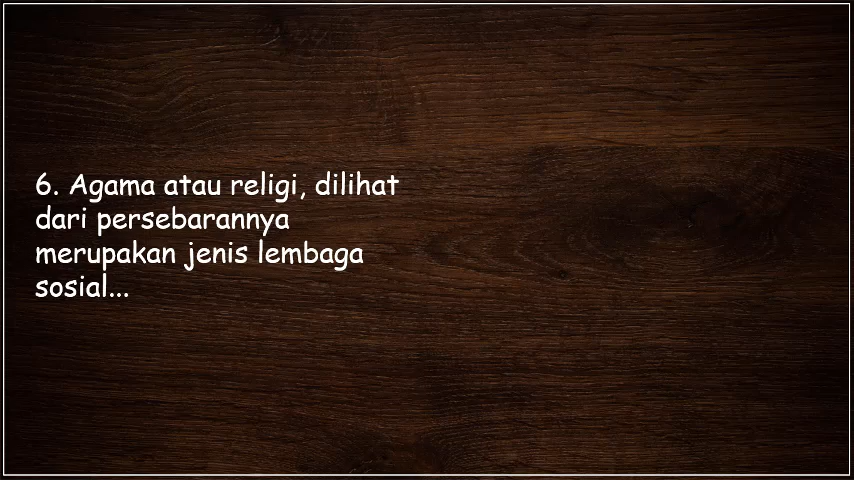 6. Agama atau religi, dilihat
dari persebarannya
merupakan jenis lembaga
sosial...